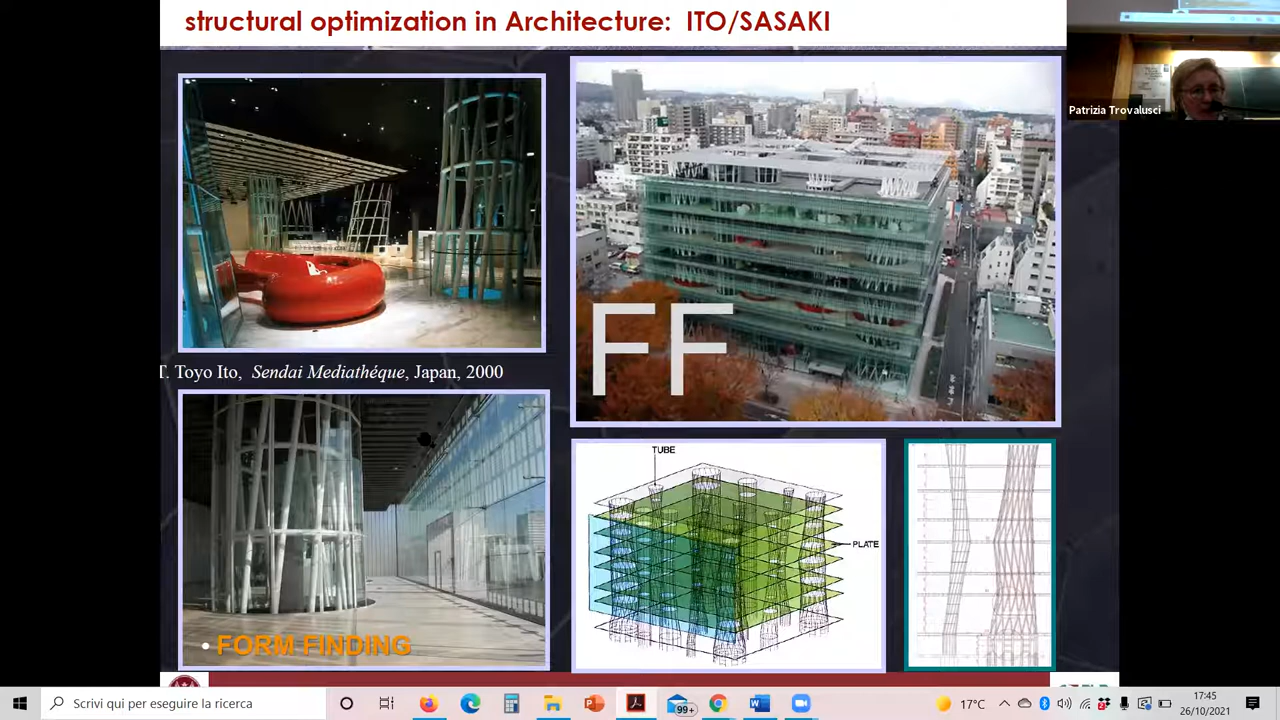 structural optimization in Architecture: ITO/SASAKI
Patrizia Trovalusci
FF
T. Toyo Ito, Sendai Mediathéque, Japan, 2000
TUBE
PLATE
• FORM FINDING
Scrivi qui per eseguire la ricerca
99+
17°C
17:45
26/10/2021